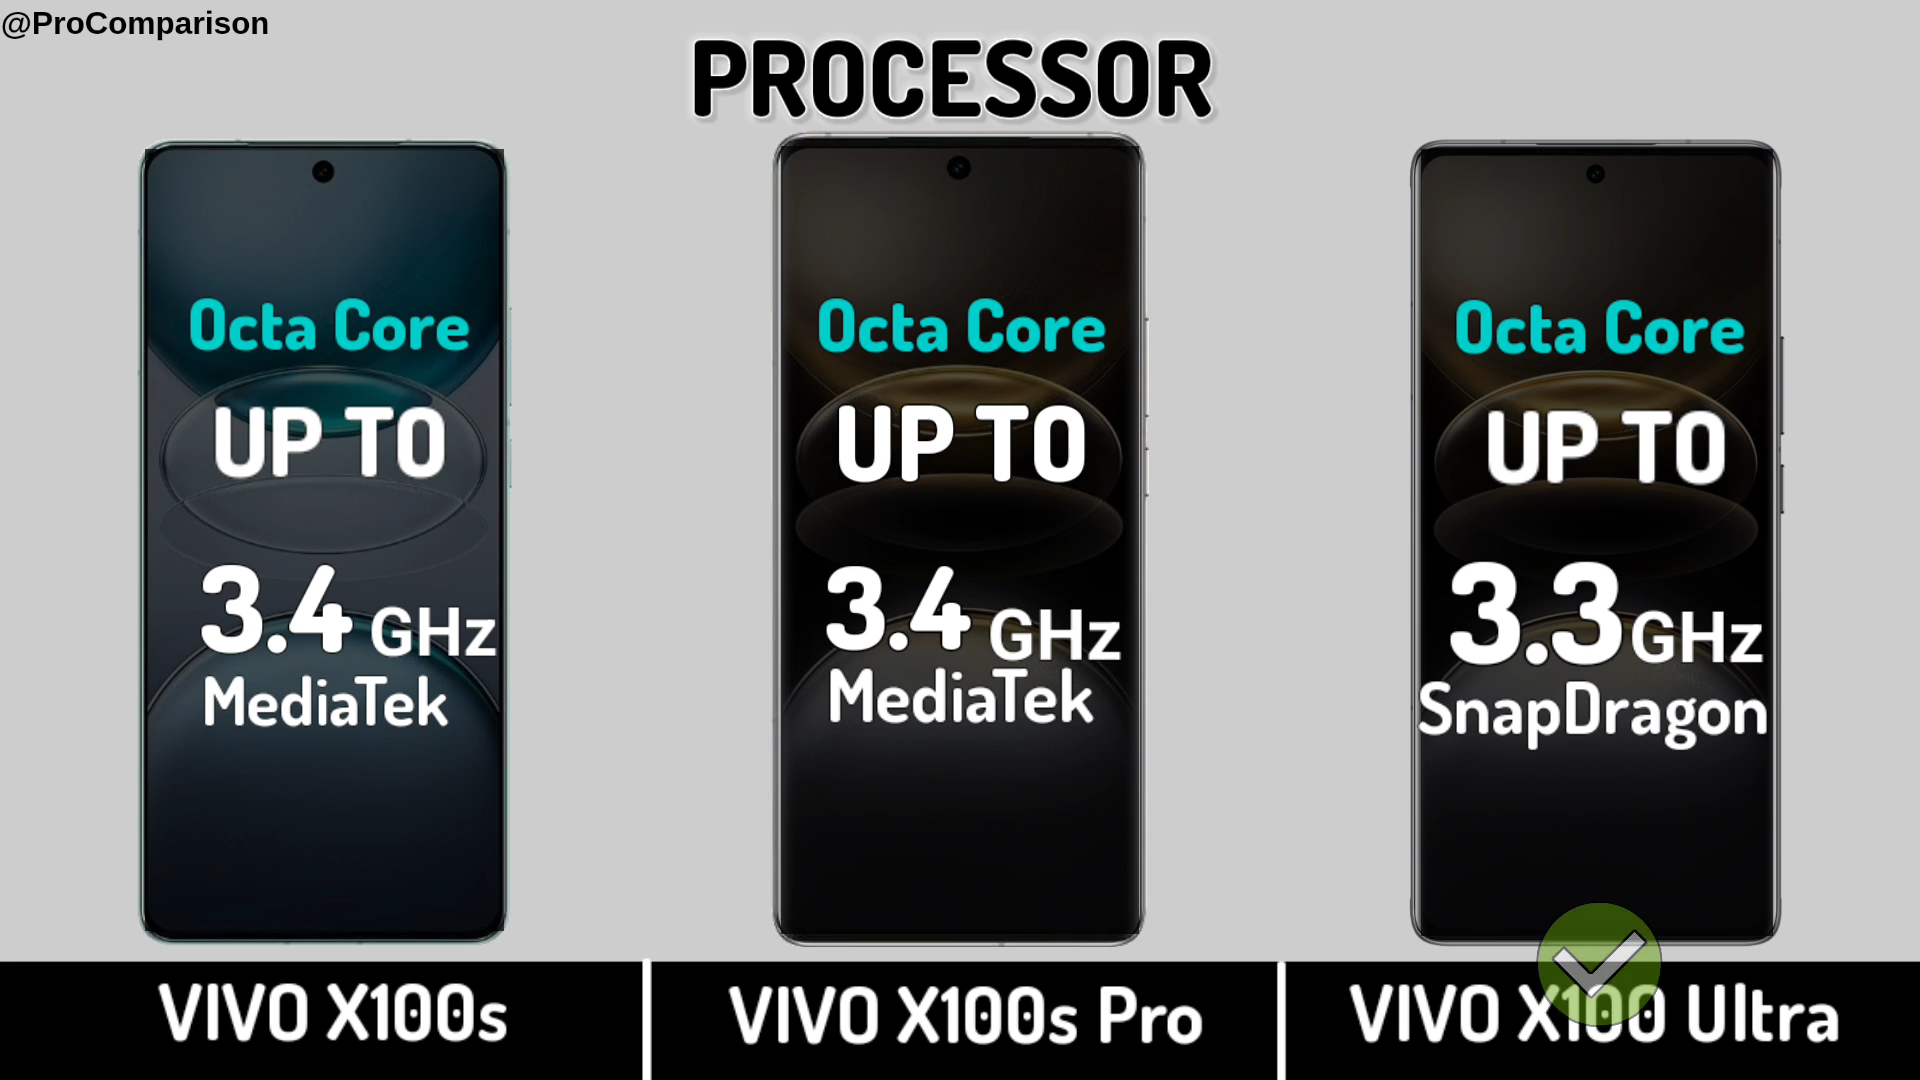 @ProComparison
PROCESSOR
Octa Core
UP TO
3.4 GHz
MediaTek
Octa Core
UP TO
3.4 GHz
MediaTek
Octa Core
UP TO
3.3 GHz
SnapDragon
VIVO X100s
VIVO X100s Pro
VIVO X100 Ultra